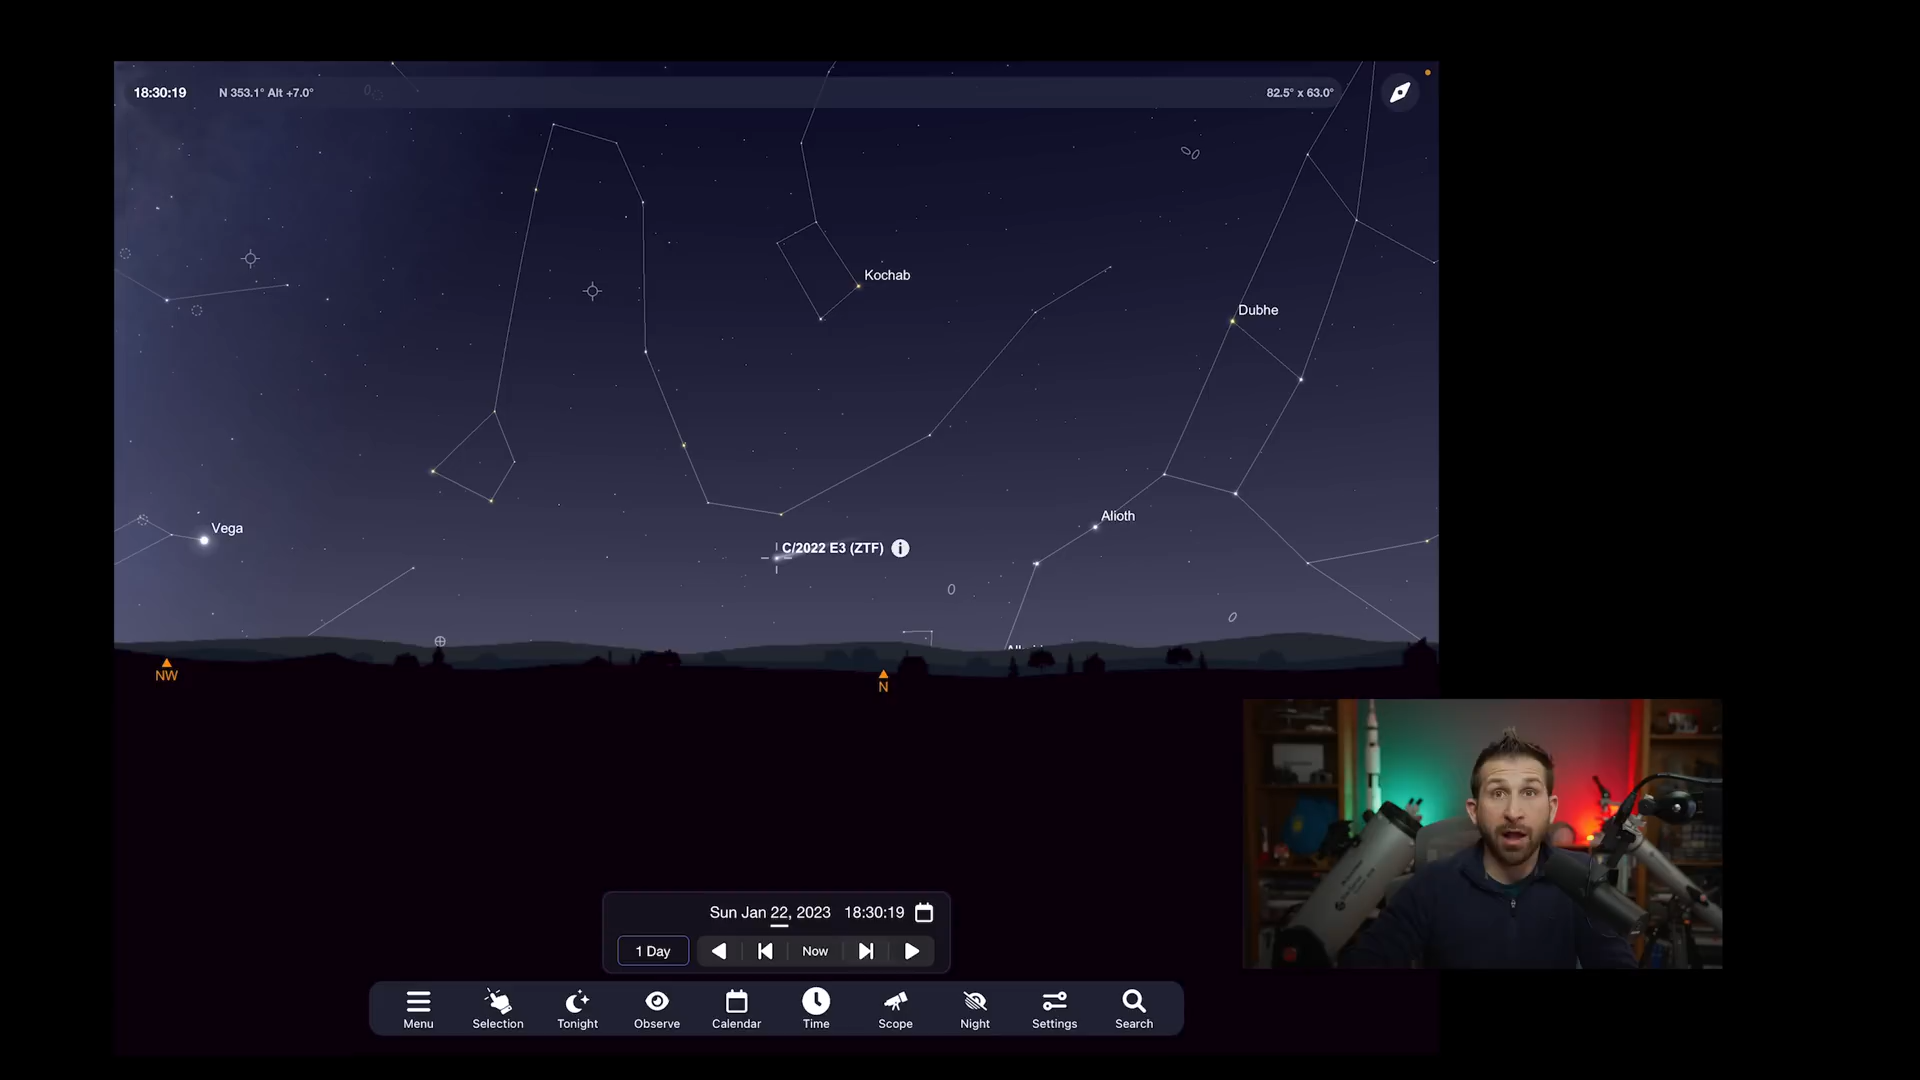 18:30:19
N 353.1° Alt +7.0°
82.5° x 63.0°
Kochab
Dubhe
Alioth
Vega
C/2022 E3 (ZTF)
NW
N
Sun Jan 22, 2023 18:30:19
1 Day
Now
Menu
Selection
Tonight
Observe
Calendar
Time
Scope
Night
Settings
Search